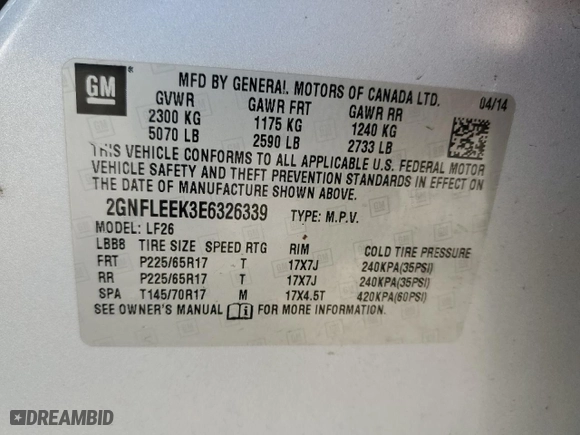 GM
MFD BY GENERAL MOTORS OF CANADA LTD.
04/14
GVWR GAWR FRT GAWR RR
2300 KG 1175 KG 1240 KG
5070 LB 2590 LB 2733 LB
THIS VEHICLE CONFORMS TO ALL APPLICABLE U.S. FEDERAL MOTOR
VEHICLE SAFETY AND THEFT PREVENTION STANDARDS IN EFFECT ON
THE DATE OF MANUFACTURE SHOWN ABOVE.
2GNFLEEK3E6326339 TYPE: M.P.V.
MODEL: LF26
LBB8 TIRE SIZE SPEED RTG RIM COLD TIRE PRESSURE
FRT P225/65R17 T 17X7J 240KPA(35PSI)
RR P225/65R17 T 17X7J 240KPA(35PSI)
SPA T145/70R17 M 17X4.5T 420KPA(60PSI)
SEE OWNER'S MANUAL FOR MORE INFORMATION.
DREAMBID